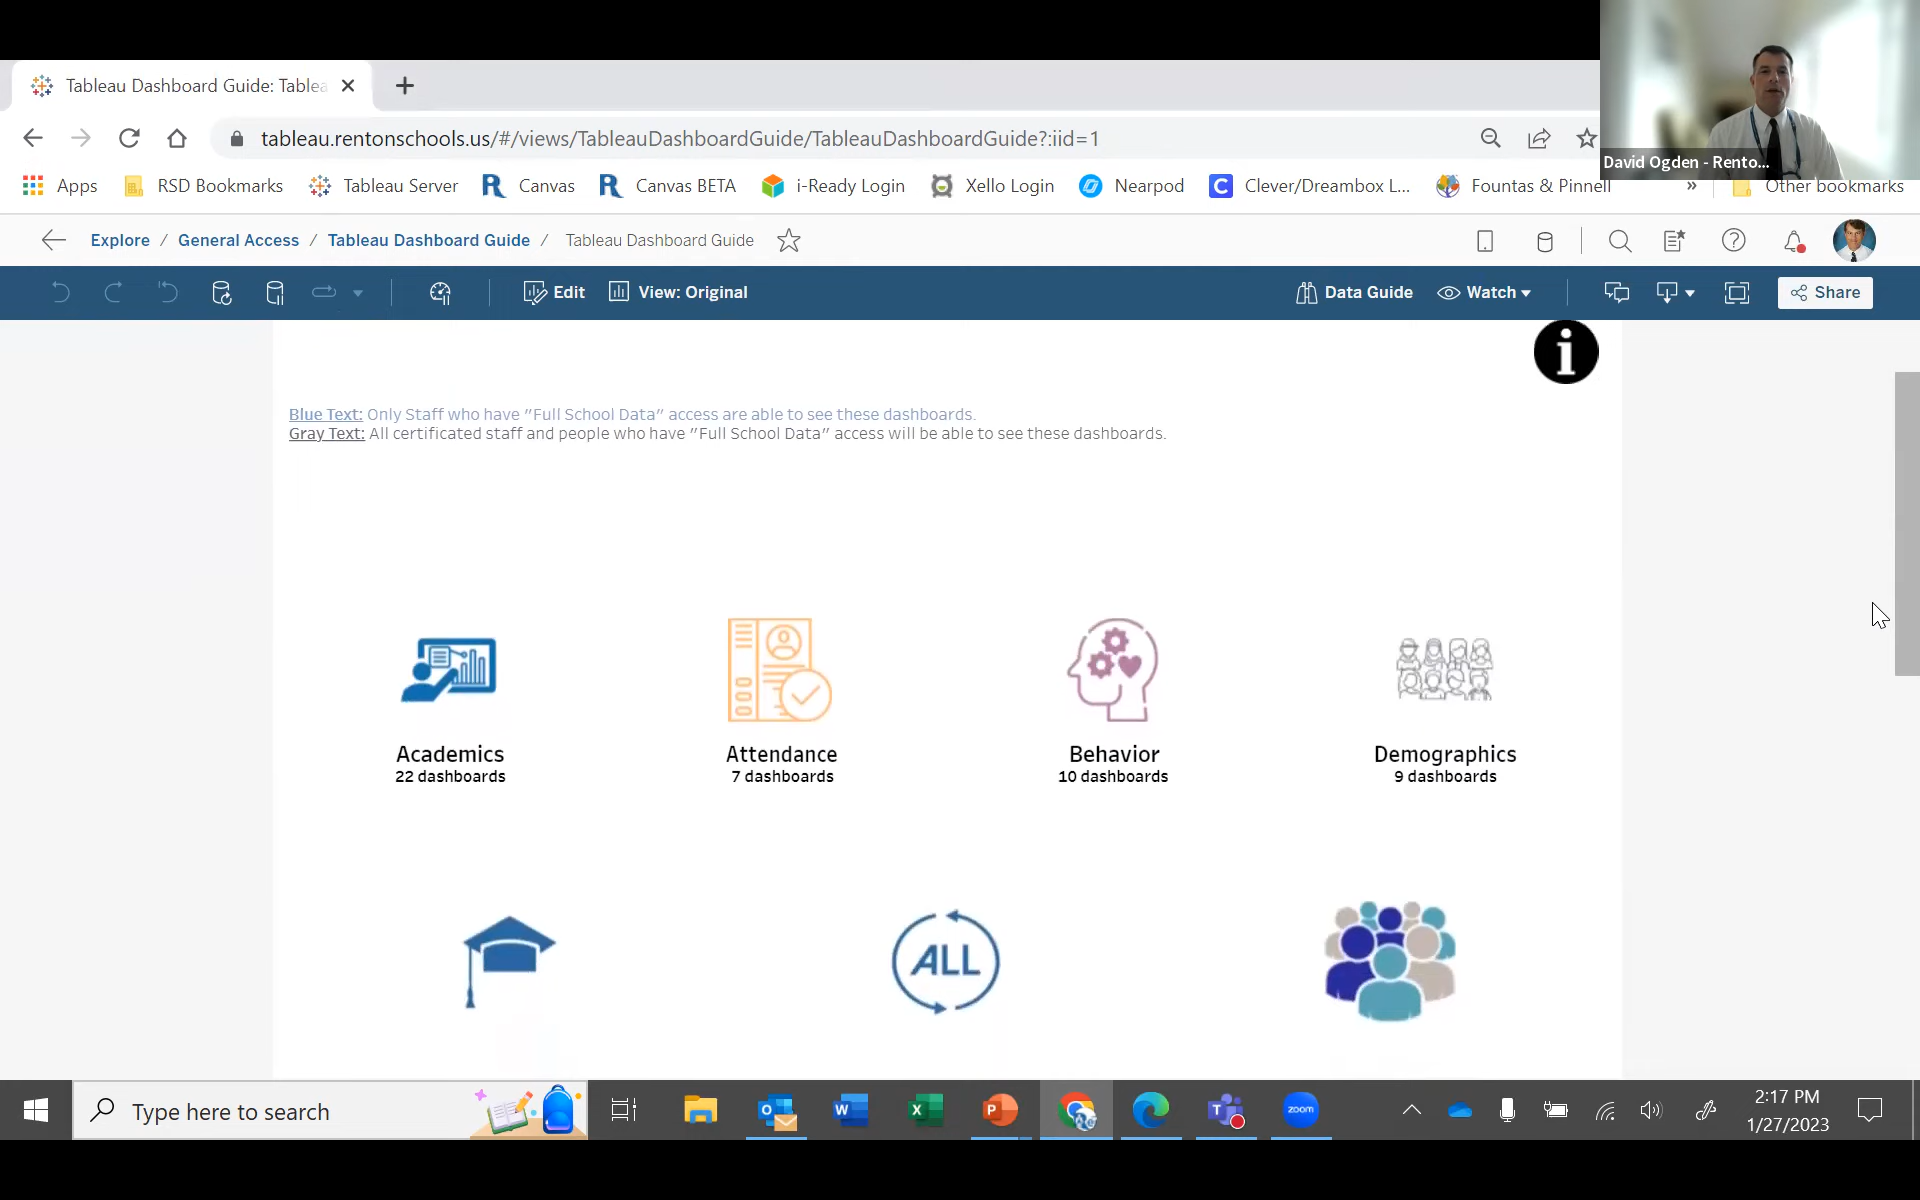 Tableau Dashboard Guide: Tablea
tableau.rentonschools.us/#/views/TableauDashboardGuide/TableauDashboardGuide?:iid=1
David Ogden - Rento...
Apps RSD Bookmarks Tableau Server Canvas Canvas BETA i-Ready Login Xello Login Nearpod Clever/Dreambox L... Fountas & Pinnell » Other bookmarks
Explore / General Access / Tableau Dashboard Guide / Tableau Dashboard Guide
Edit View: Original Data Guide Watch Share
i
Blue Text: Only Staff who have "Full School Data" access are able to see these dashboards.
Gray Text: All certificated staff and people who have "Full School Data" access will be able to see these dashboards.
Academics Attendance Behavior Demographics
22 dashboards 7 dashboards 10 dashboards 9 dashboards
ALL
Type here to search
zoom
2:17 PM
1/27/2023